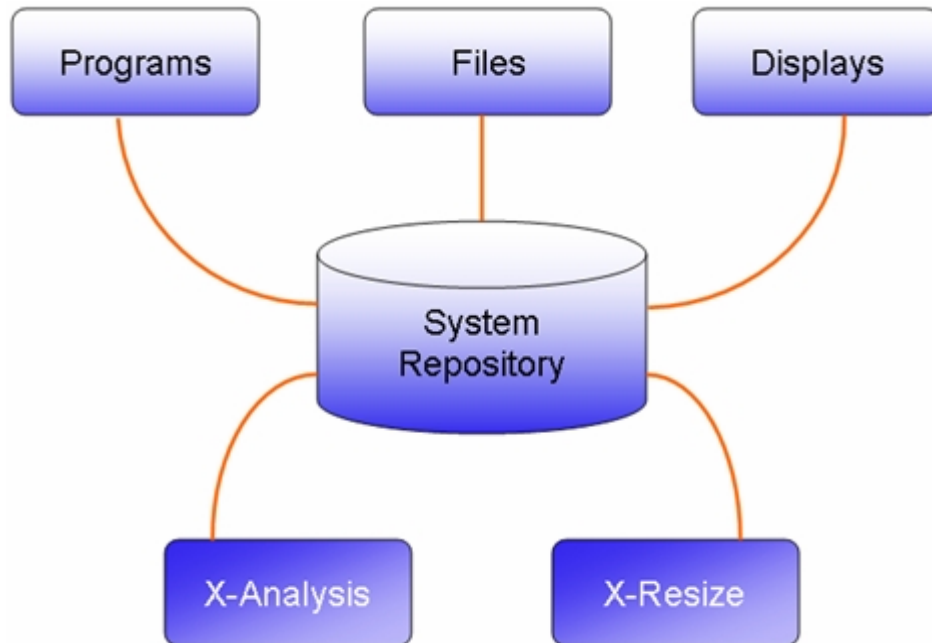 Programs
Files
Displays
System
Repository
X-Analysis
X-Resize